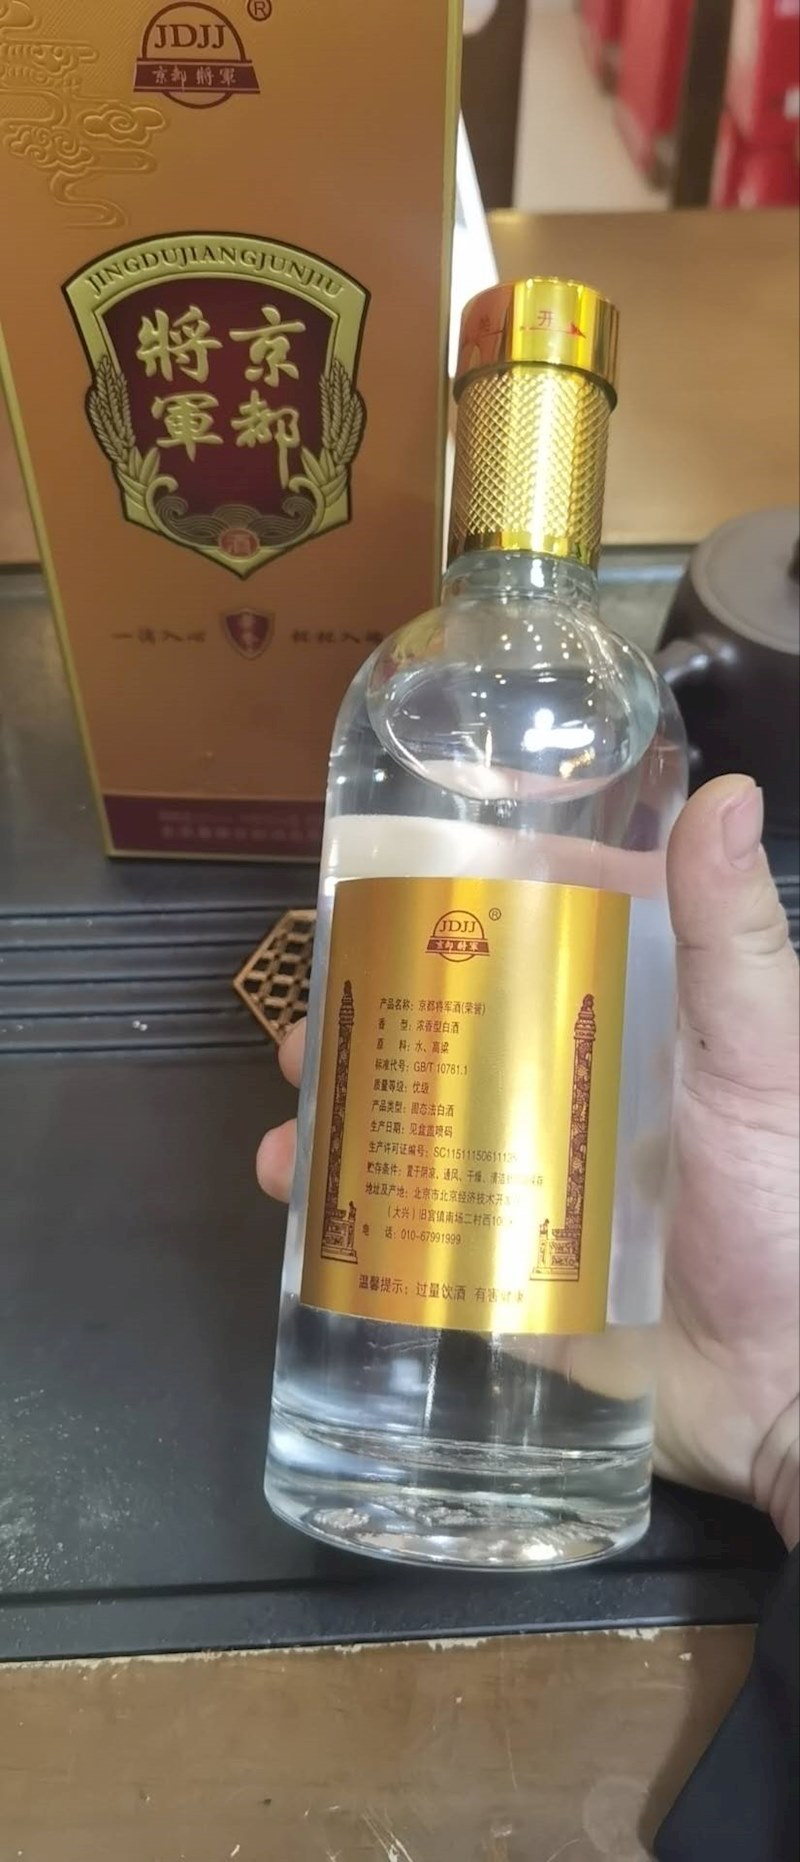 JDJJ
®
京都將軍
JINGDUJIANGJUNJIU
京都
將軍
酒
开
JDJJ
®
京都將軍
产品名称：京都将军酒(荣誉)
香 型：浓香型白酒
原 料：水、高粱
标准代号：GB/T 10781.1
质量等级：优级
产品类型：固态法白酒
生产日期：见盒盖喷码
生产许可证编号：SC115111506111
贮存条件：置于阴凉、通风、干燥、清洁
地址及产地：北京市北京经济技术开发
（大兴）旧宫镇南场二村西10
电 话：010-67991999
温馨提示：过量饮酒 有害健康